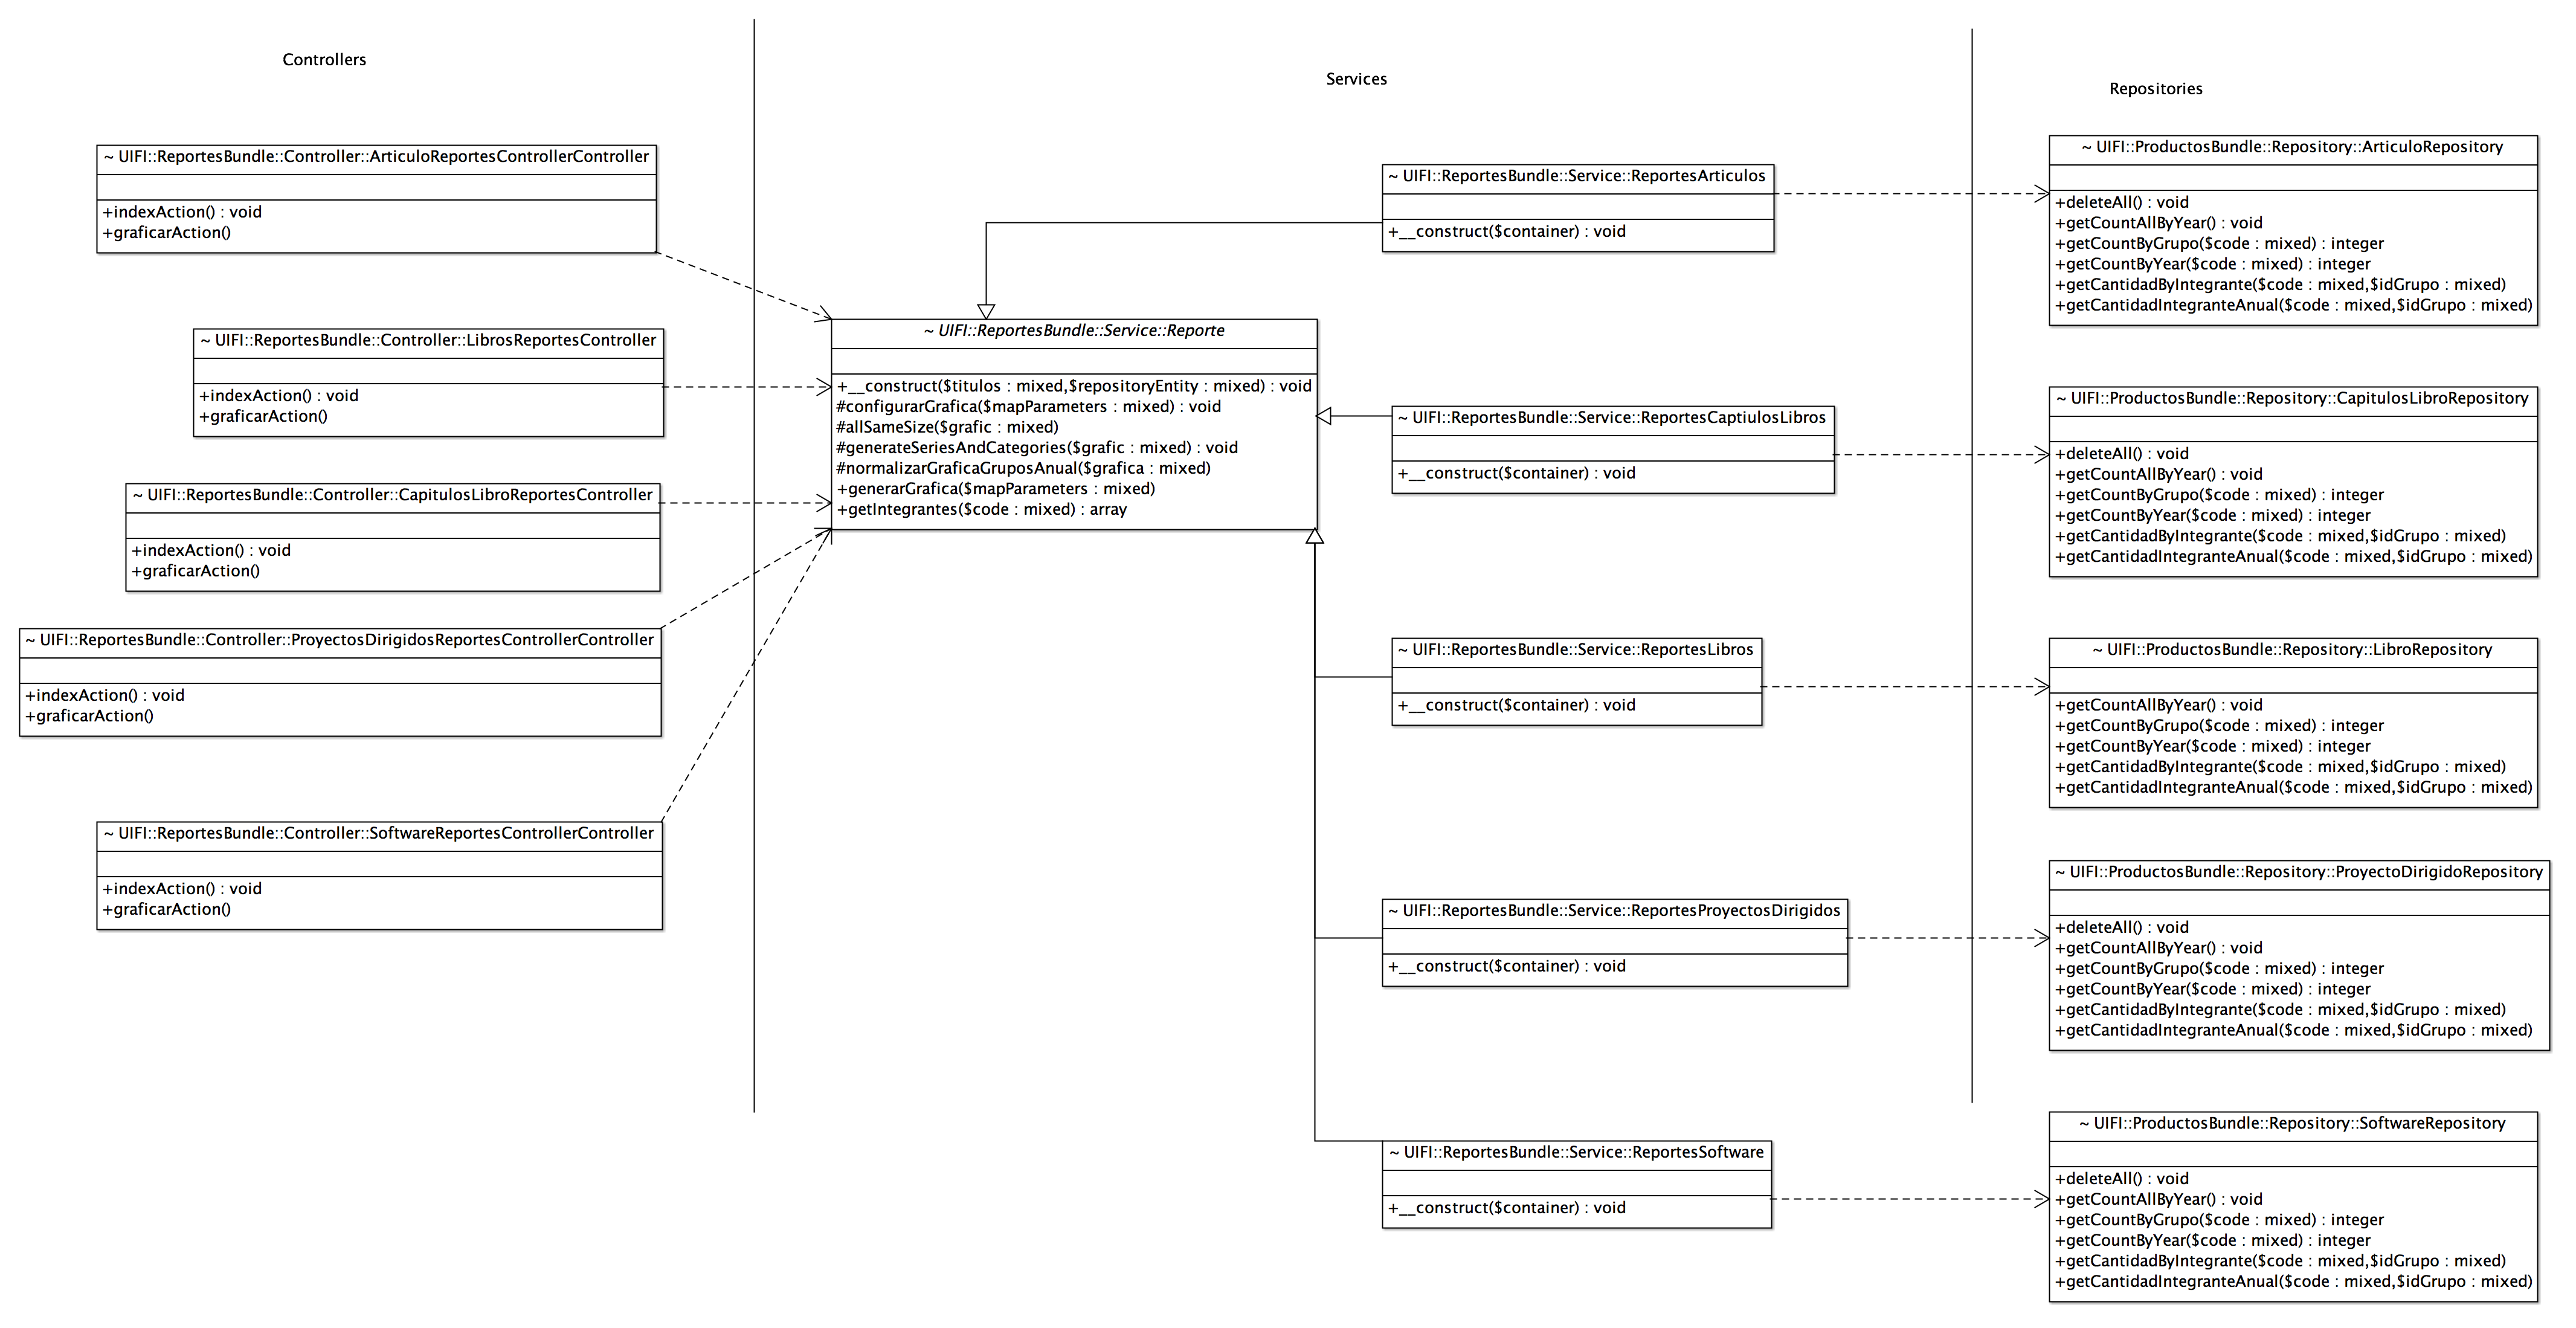 Controllers
~ UIFI::ReportesBundle::Controller::ArticuloReportesControllerController
+indexAction() : void
+graficarAction()
~ UIFI::ReportesBundle::Controller::LibrosReportesController
+indexAction() : void
+graficarAction()
~ UIFI::ReportesBundle::Controller::CapitulosLibroReportesController
+indexAction() : void
+graficarAction()
~ UIFI::ReportesBundle::Controller::ProyectosDirigidosReportesControllerController
+indexAction() : void
+graficarAction()
~ UIFI::ReportesBundle::Controller::SoftwareReportesControllerController
+indexAction() : void
+graficarAction()
Services
~ UIFI::ReportesBundle::Service::Reporte
+__construct($titulos : mixed,$repositoryEntity : mixed) : void
#configurarGrafica($mapParameters : mixed) : void
#allSameSize($grafic : mixed)
#generateSeriesAndCategories($grafic : mixed) : void
#normalizarGraficaGruposAnual($grafica : mixed)
+generarGrafica($mapParameters : mixed)
+getIntegrantes($code : mixed) : array
~ UIFI::ReportesBundle::Service::ReportesArticulos
+__construct($container) : void
~ UIFI::ReportesBundle::Service::ReportesCaptiulosLibros
+__construct($container) : void
~ UIFI::ReportesBundle::Service::ReportesLibros
+__construct($container) : void
~ UIFI::ReportesBundle::Service::ReportesProyectosDirigidos
+__construct($container) : void
~ UIFI::ReportesBundle::Service::ReportesSoftware
+__construct($container) : void
Repositories
~ UIFI::ProductosBundle::Repository::ArticuloRepository
+deleteAll() : void
+getCountAllByYear() : void
+getCountByGrupo($code : mixed) : integer
+getCountByYear($code : mixed) : integer
+getCantidadByIntegrante($code : mixed,$idGrupo : mixed)
+getCantidadIntegranteAnual($code : mixed,$idGrupo : mixed)
~ UIFI::ProductosBundle::Repository::CapitulosLibroRepository
+deleteAll() : void
+getCountAllByYear() : void
+getCountByGrupo($code : mixed) : integer
+getCountByYear($code : mixed) : integer
+getCantidadByIntegrante($code : mixed,$idGrupo : mixed)
+getCantidadIntegranteAnual($code : mixed,$idGrupo : mixed)
~ UIFI::ProductosBundle::Repository::LibroRepository
+getCountAllByYear() : void
+getCountByGrupo($code : mixed) : integer
+getCountByYear($code : mixed) : integer
+getCantidadByIntegrante($code : mixed,$idGrupo : mixed)
+getCantidadIntegranteAnual($code : mixed,$idGrupo : mixed)
~ UIFI::ProductosBundle::Repository::ProyectoDirigidoRepository
+deleteAll() : void
+getCountAllByYear() : void
+getCountByGrupo($code : mixed) : integer
+getCountByYear($code : mixed) : integer
+getCantidadByIntegrante($code : mixed,$idGrupo : mixed)
+getCantidadIntegranteAnual($code : mixed,$idGrupo : mixed)
~ UIFI::ProductosBundle::Repository::SoftwareRepository
+deleteAll() : void
+getCountAllByYear() : void
+getCountByGrupo($code : mixed) : integer
+getCountByYear($code : mixed) : integer
+getCantidadByIntegrante($code : mixed,$idGrupo : mixed)
+getCantidadIntegranteAnual($code : mixed,$idGrupo : mixed)